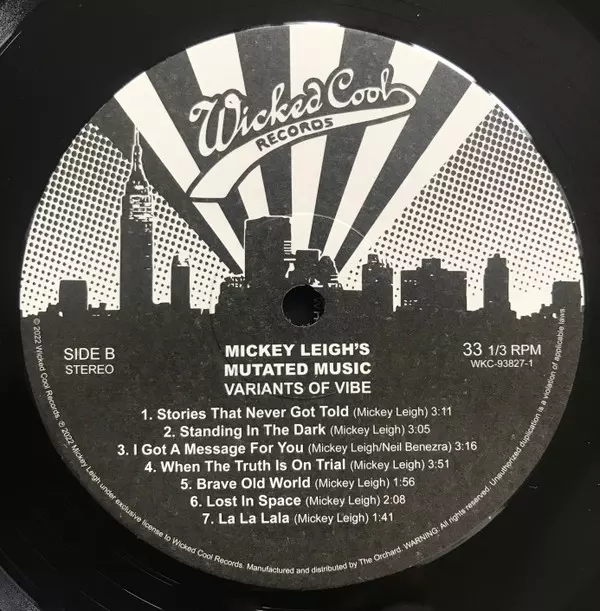 Wicked Cool
RECORDS
SIDE B
STEREO
MICKEY LEIGH'S
MUTATED MUSIC
VARIANTS OF VIBE
33 1/3 RPM
WKC-93827-1
1. Stories That Never Got Told (Mickey Leigh) 3:11
2. Standing In The Dark (Mickey Leigh) 3:05
3. I Got A Message For You (Mickey Leigh/Neil Benezra) 3:16
4. When The Truth Is On Trial (Mickey Leigh) 3:51
5. Brave Old World (Mickey Leigh) 1:56
6. Lost In Space (Mickey Leigh) 2:08
7. La La Lala (Mickey Leigh) 1:41
© 2022 Wicked Cool Records. ℗ 2022 Mickey Leigh under exclusive license to Wicked Cool Records. Manufactured and distributed by The Orchard. WARNING: All rights reserved. Unauthorized duplication is a violation of applicable laws.